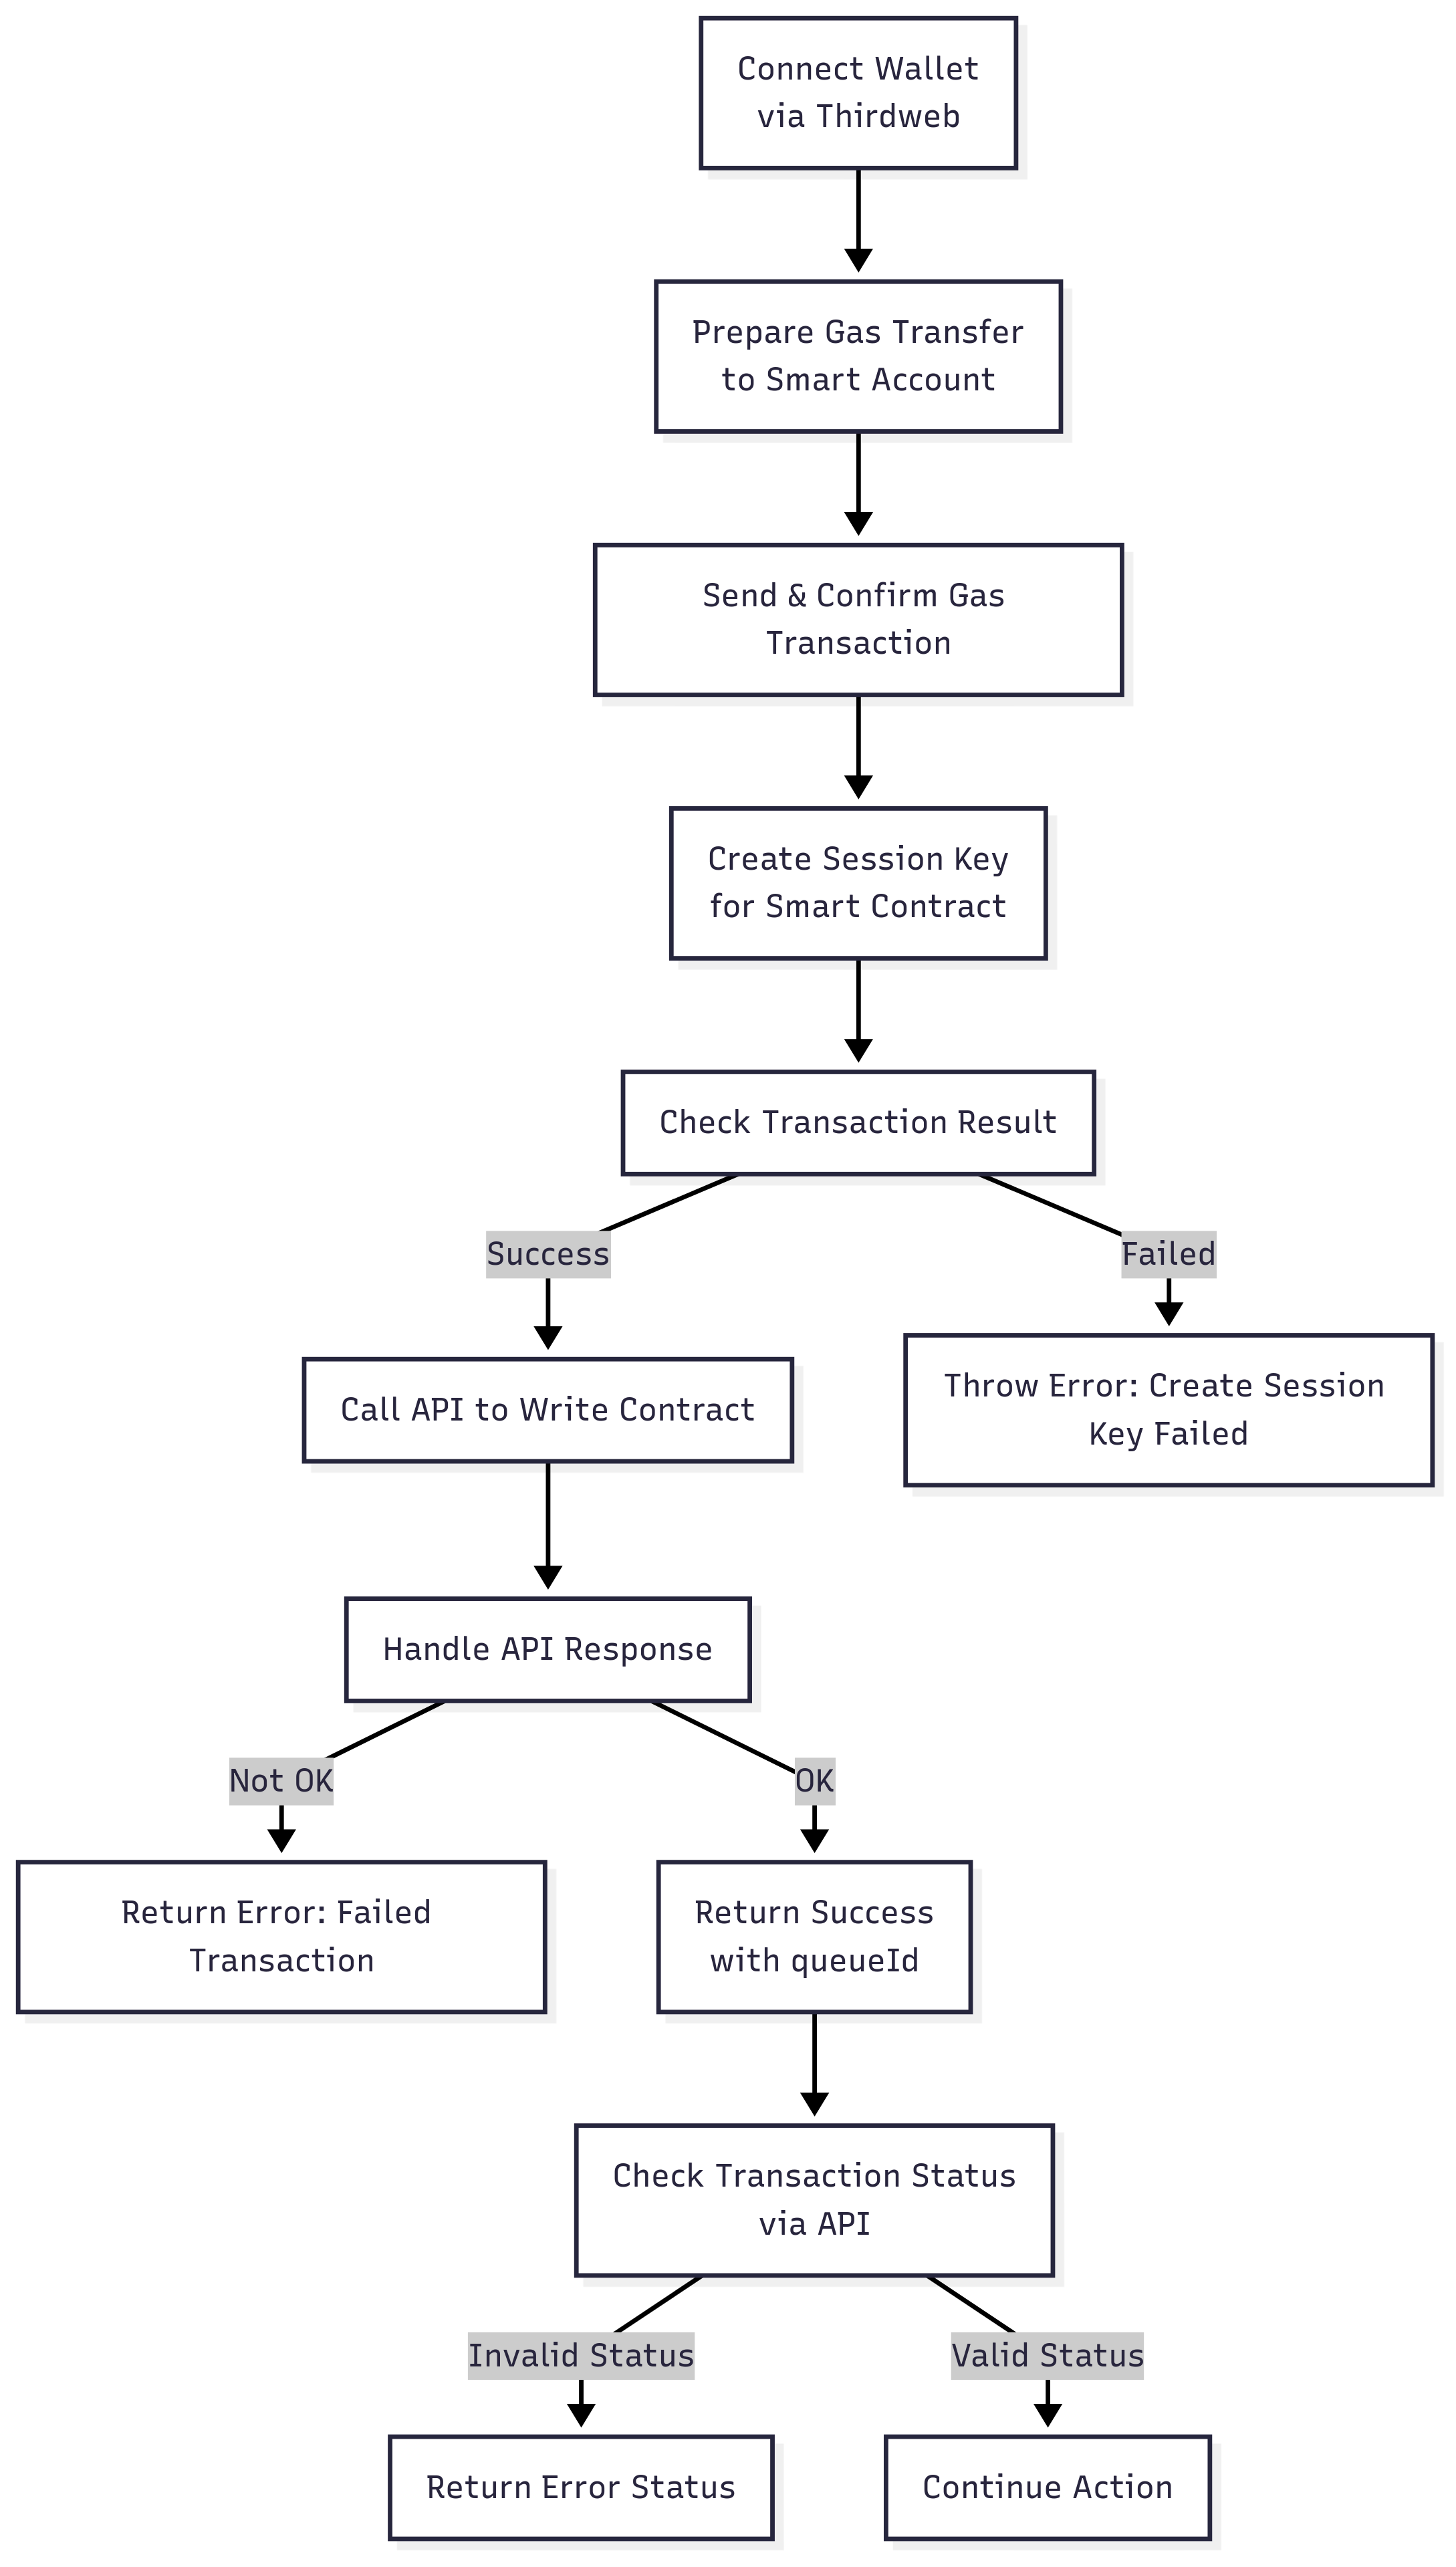 Connect Wallet
via Thirdweb
Prepare Gas Transfer
to Smart Account
Send & Confirm Gas
Transaction
Create Session Key
for Smart Contract
Check Transaction Result
Success
Failed
Call API to Write Contract
Throw Error: Create Session
Key Failed
Handle API Response
Not OK
OK
Return Error: Failed
Transaction
Return Success
with queueId
Check Transaction Status
via API
Invalid Status
Valid Status
Return Error Status
Continue Action